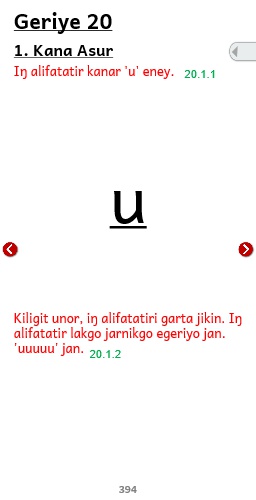 Geriye 20
1. Kana Asur
Iŋ alifatatir kanar 'u' eney. 20.1.1
u
Kiligit unor, iŋ alifatatiri garta jikin. Iŋ
alifatatir lakgo jarnikgo egeriyo jan.
'uuuuu' jan. 20.1.2
394